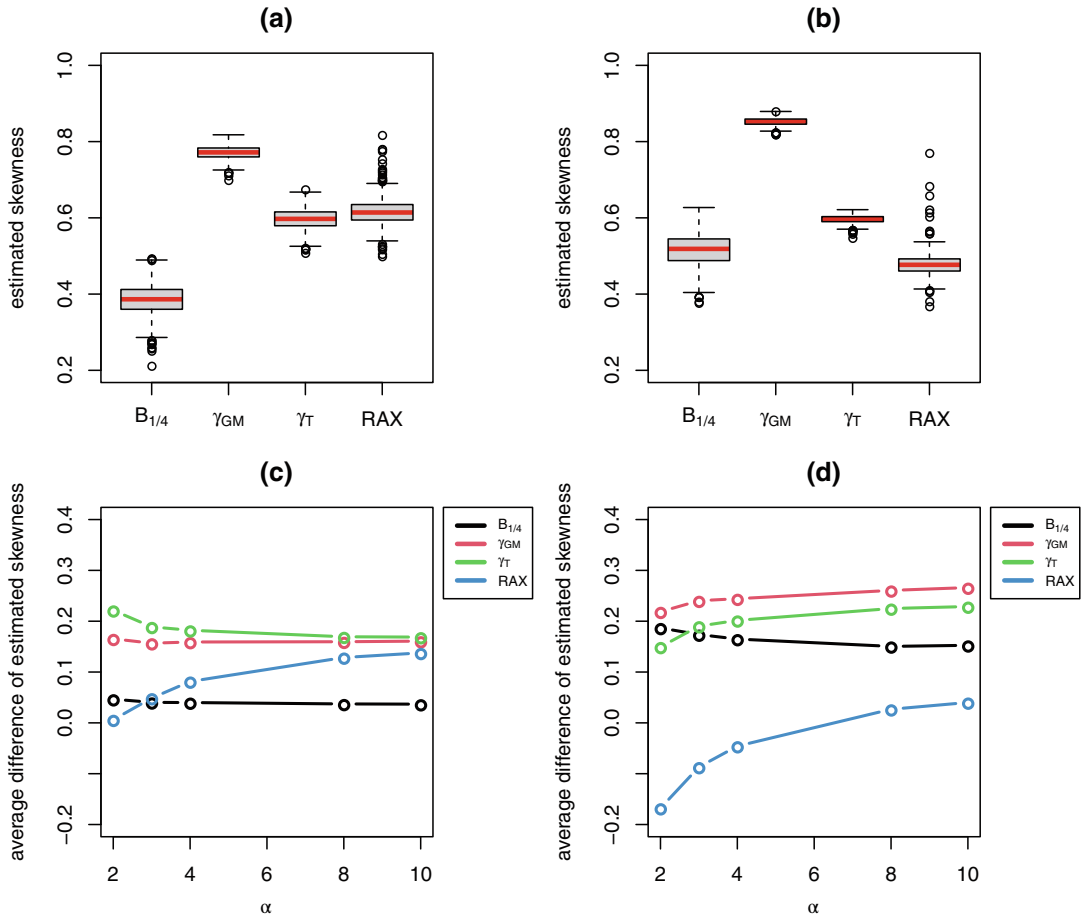 (a)
estimated skewness
1.0
0.8
0.6
0.4
0.2
B1/4 γGM γT RAX
(b)
estimated skewness
1.0
0.8
0.6
0.4
0.2
B1/4 γGM γT RAX
(c)
average difference of estimated skewness
0.4
0.3
0.2
0.1
0.0
−0.2
2 4 6 8 10
α
B1/4
γGM
γT
RAX
(d)
average difference of estimated skewness
0.4
0.3
0.2
0.1
0.0
−0.2
2 4 6 8 10
α
B1/4
γGM
γT
RAX